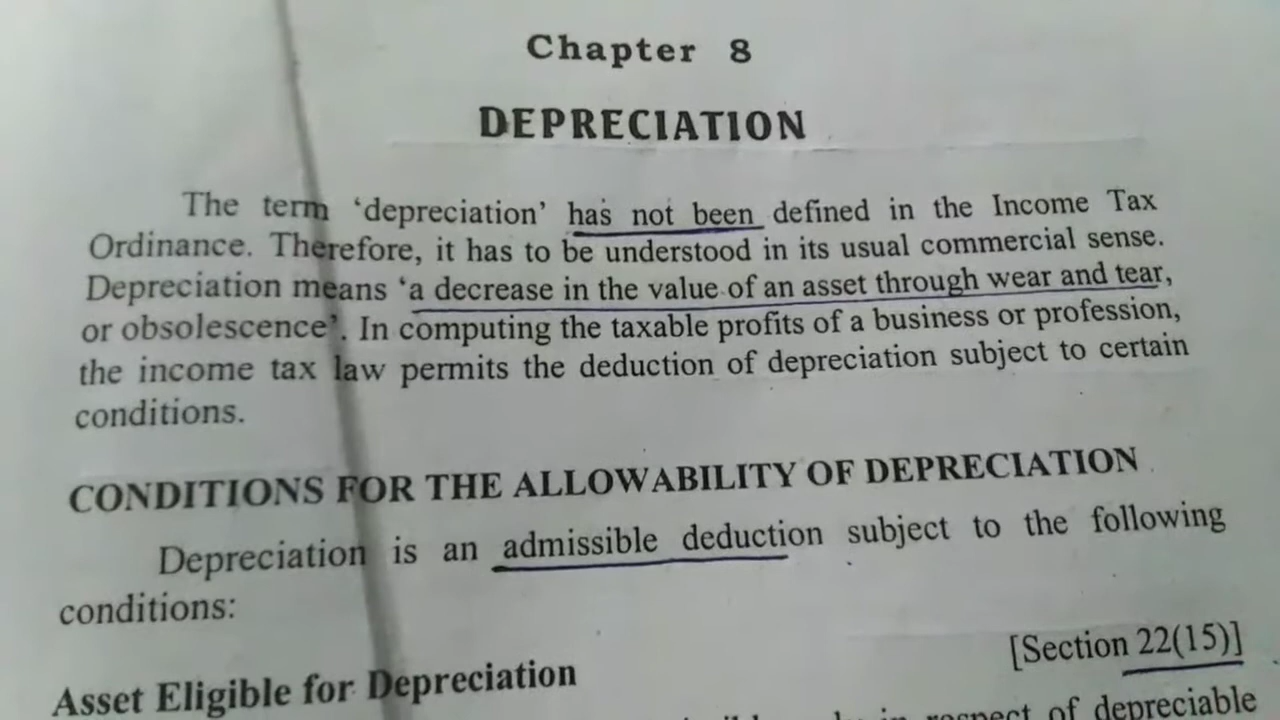 Chapter 8
DEPRECIATION
The term ‘depreciation’ has not been defined in the Income Tax
Ordinance. Therefore, it has to be understood in its usual commercial sense.
Depreciation means ‘a decrease in the value of an asset through wear and tear,
or obsolescence’. In computing the taxable profits of a business or profession,
the income tax law permits the deduction of depreciation subject to certain
conditions.
CONDITIONS FOR THE ALLOWABILITY OF DEPRECIATION
Depreciation is an admissible deduction subject to the following
conditions:
[Section 22(15)]
Asset Eligible for Depreciation
in respect of depreciable